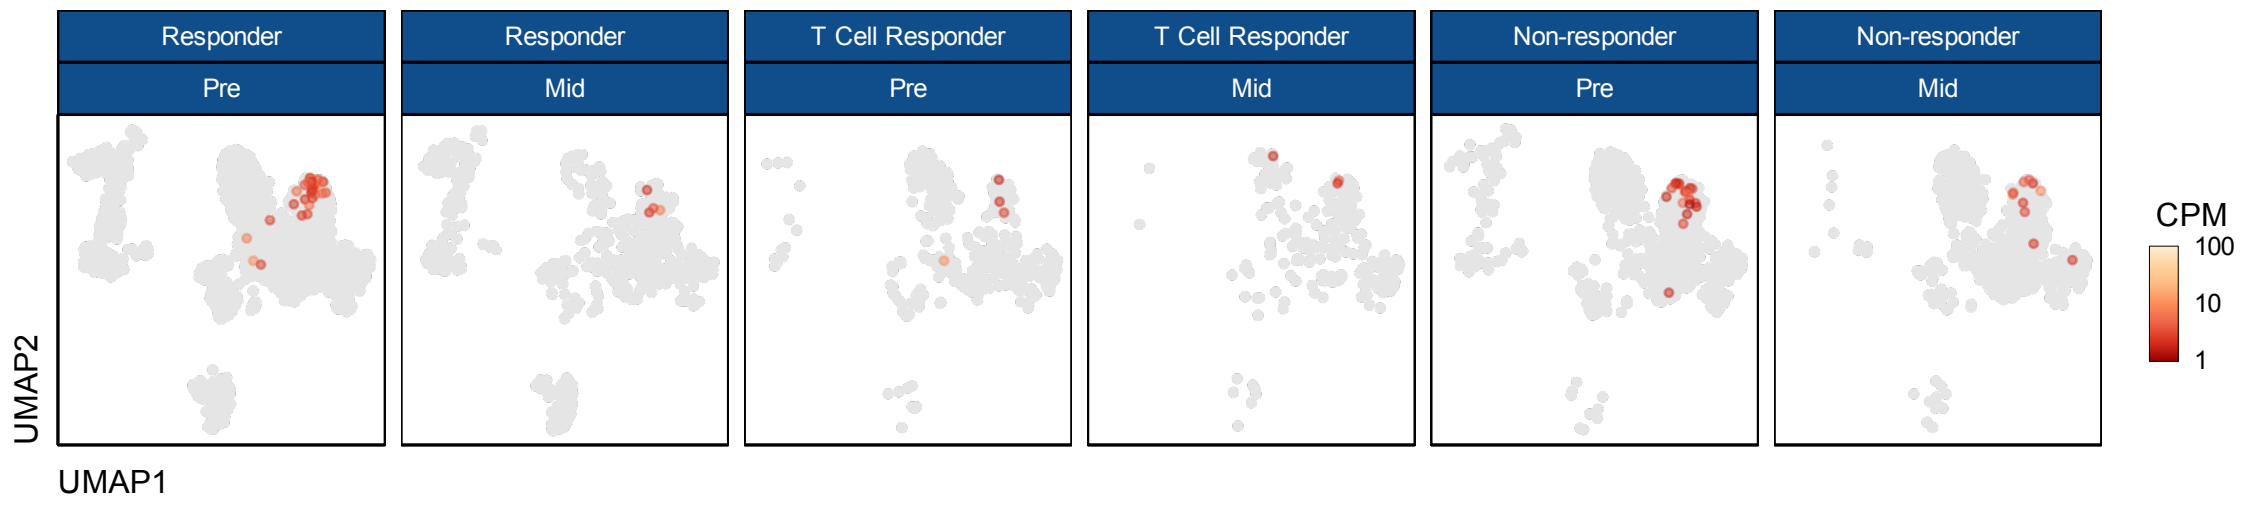 Responder Responder T Cell Responder T Cell Responder Non-responder Non-responder
Pre Mid Pre Mid Pre Mid
CPM
100
10
1
UMAP2
UMAP1